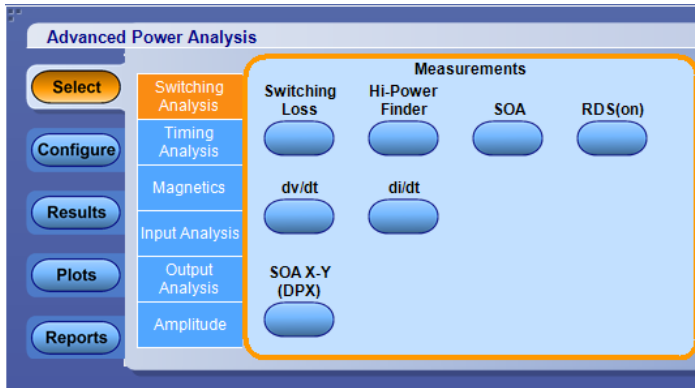 Advanced Power Analysis
Select
Configure
Results
Plots
Reports
Switching
Analysis
Timing
Analysis
Magnetics
Input Analysis
Output
Analysis
Amplitude
Measurements
Switching
Loss
Hi-Power
Finder
SOA
RDS(on)
dv/dt
di/dt
SOA X-Y
(DPX)